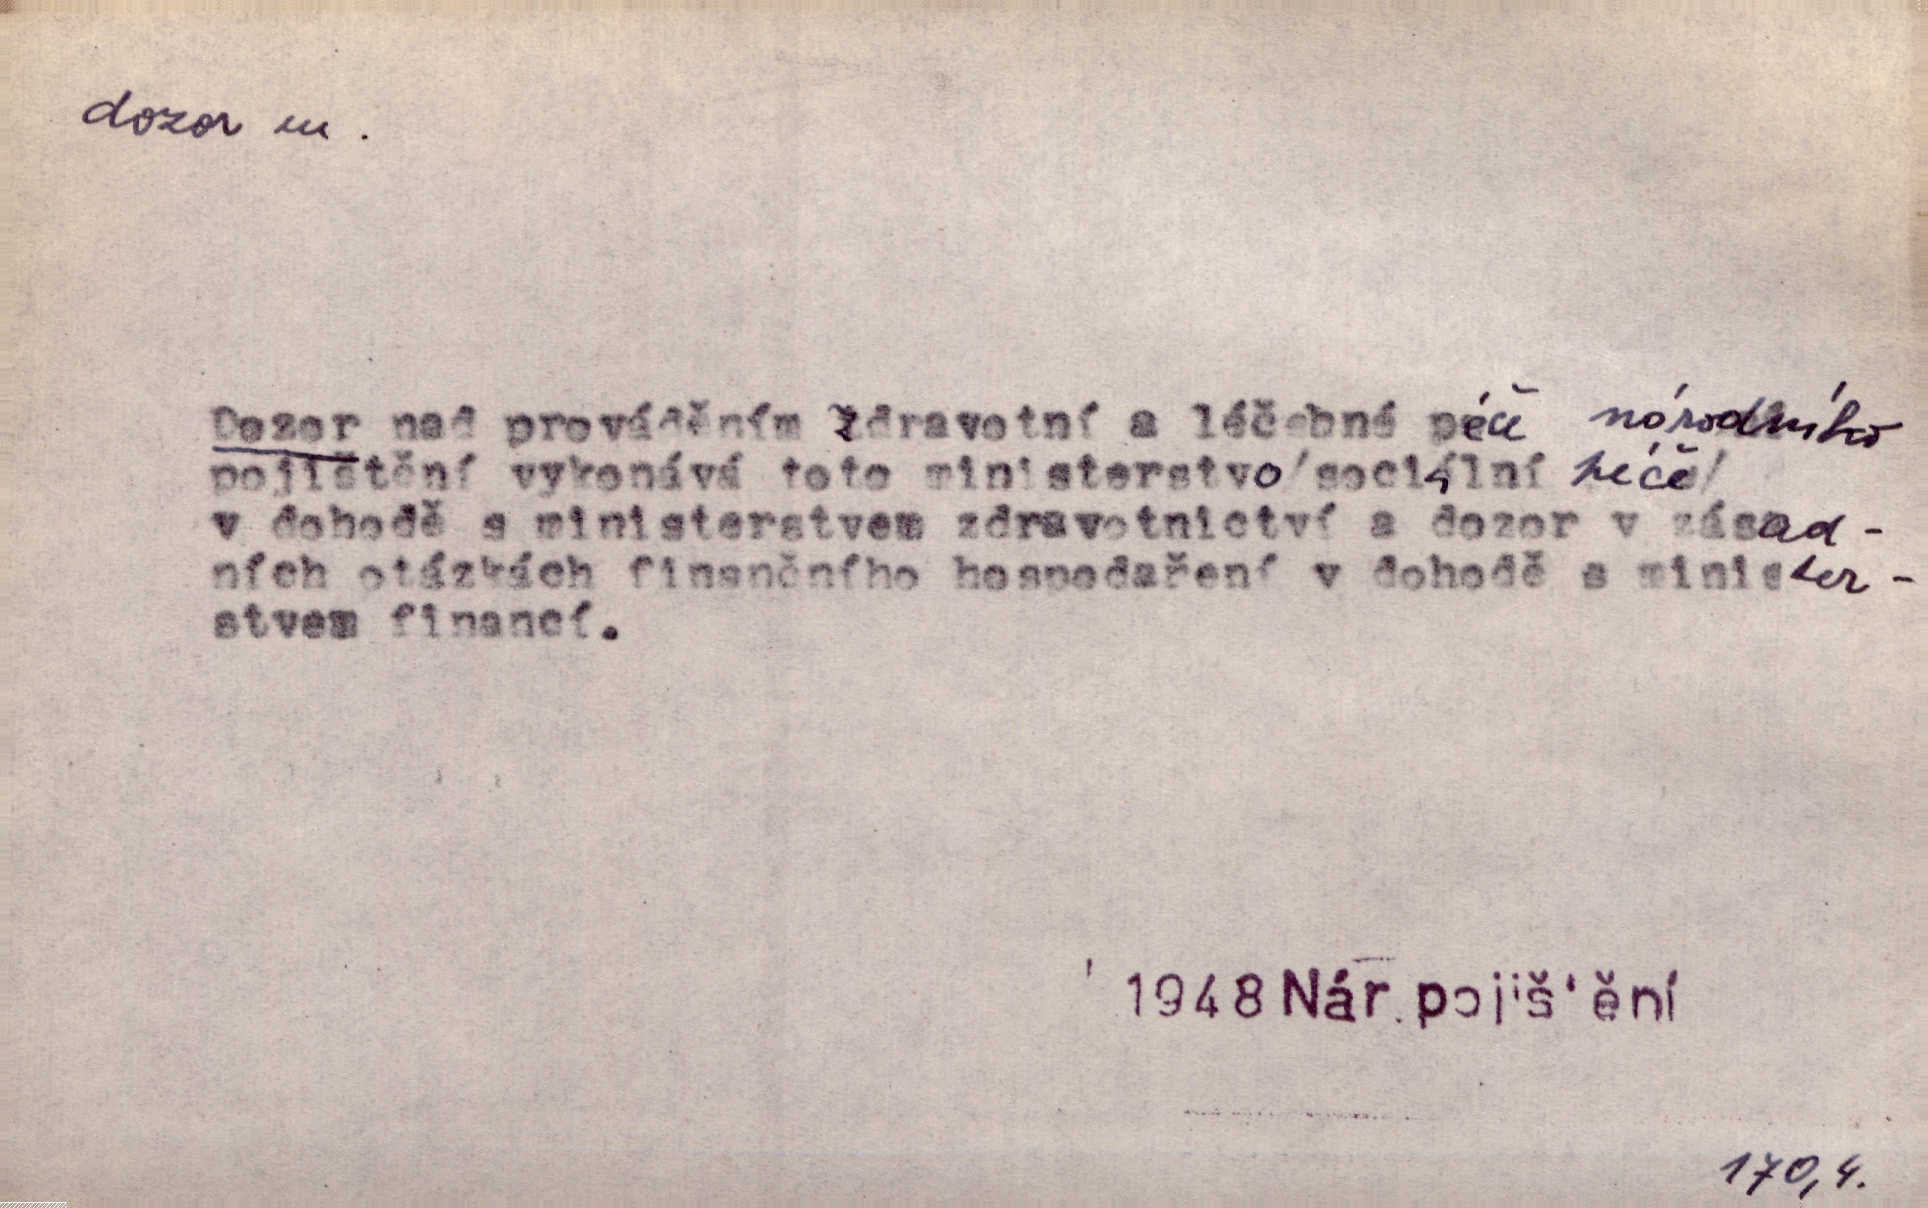 dozor m.
Dozor nad prováděním zdravotní a léčebné péče národního
pojištění vykonává toto ministerstvo/sociální péče/
v dohodě s ministerstvem zdravotnictví a dozor v zásad-
ních otázkách finančního hospodaření v dohodě s minister-
stvem financí.
1948 Nár. pojištění
170,4.